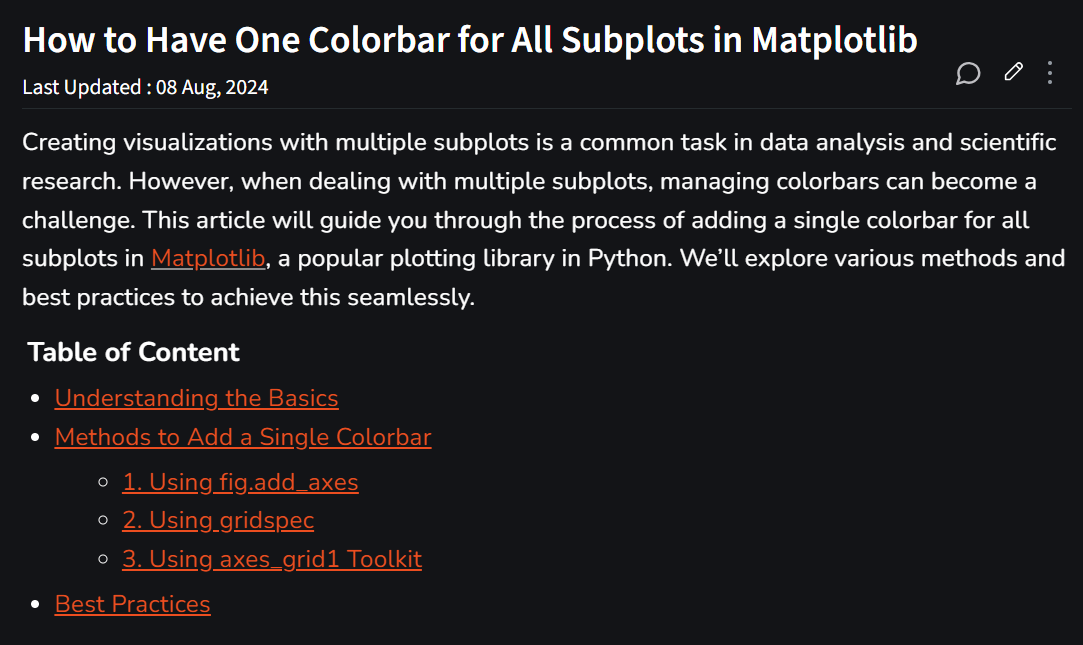 How to Have One Colorbar for All Subplots in Matplotlib
Last Updated : 08 Aug, 2024
Creating visualizations with multiple subplots is a common task in data analysis and scientific
research. However, when dealing with multiple subplots, managing colorbars can become a
challenge. This article will guide you through the process of adding a single colorbar for all
subplots in Matplotlib, a popular plotting library in Python. We’ll explore various methods and
best practices to achieve this seamlessly.
Table of Content
Understanding the Basics
Methods to Add a Single Colorbar
1. Using fig.add_axes
2. Using gridspec
3. Using axes_grid1 Toolkit
Best Practices